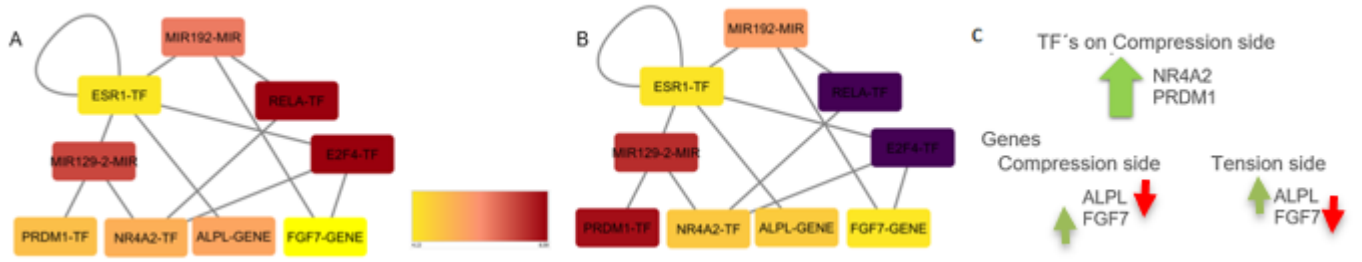 A
MIR192-MIR
ESR1-TF
RELA-TF
E2F4-TF
MIR129-2-MIR
PRDM1-TF
NR4A2-TF
ALPL-GENE
FGF7-GENE
B
MIR192-MIR
ESR1-TF
RELA-TF
E2F4-TF
MIR129-2-MIR
PRDM1-TF
NR4A2-TF
ALPL-GENE
FGF7-GENE
C
TF´s on Compression side
NR4A2
PRDM1
Genes
Compression side
ALPL
FGF7
Tension side
ALPL
FGF7